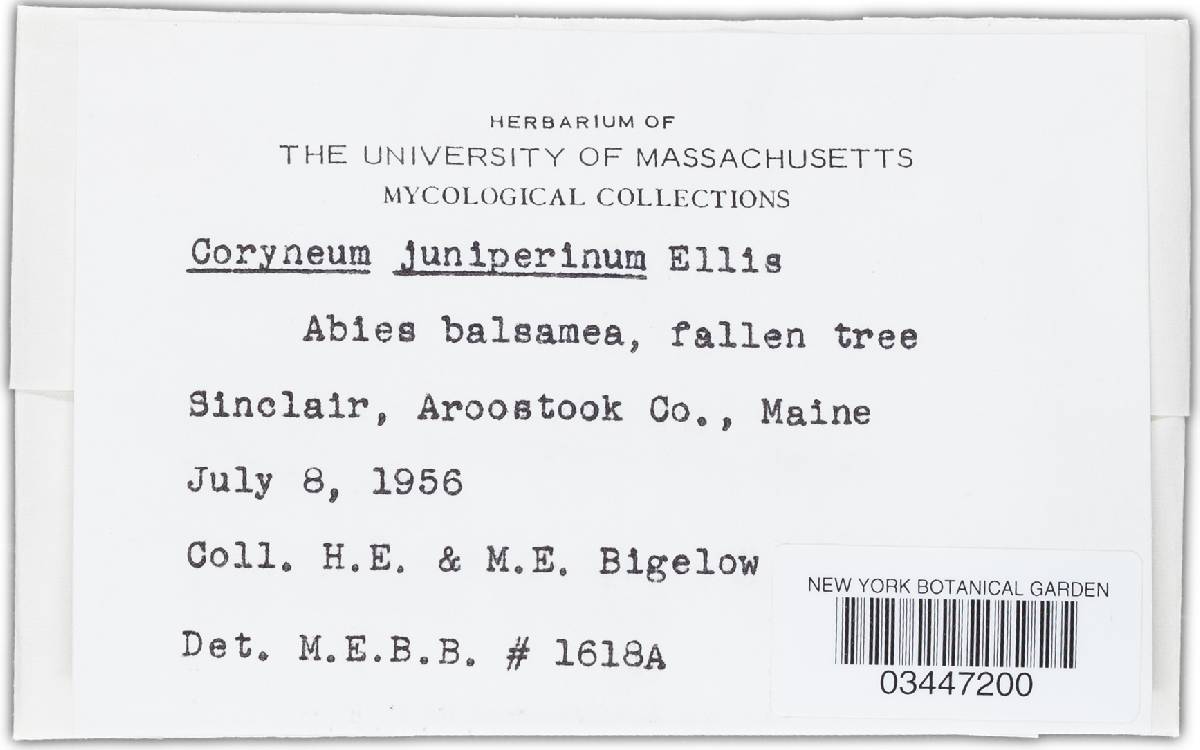 HERBARIUM OF
THE UNIVERSITY OF MASSACHUSETTS
MYCOLOGICAL COLLECTIONS
Coryneum juniperinum Ellis
Abies balsamea, fallen tree
Sinclair, Aroostook Co., Maine
July 8, 1956
Coll. H.E. & M.E. Bigelow
Det. M.E.B.B. # 1618A
NEW YORK BOTANICAL GARDEN
03447200